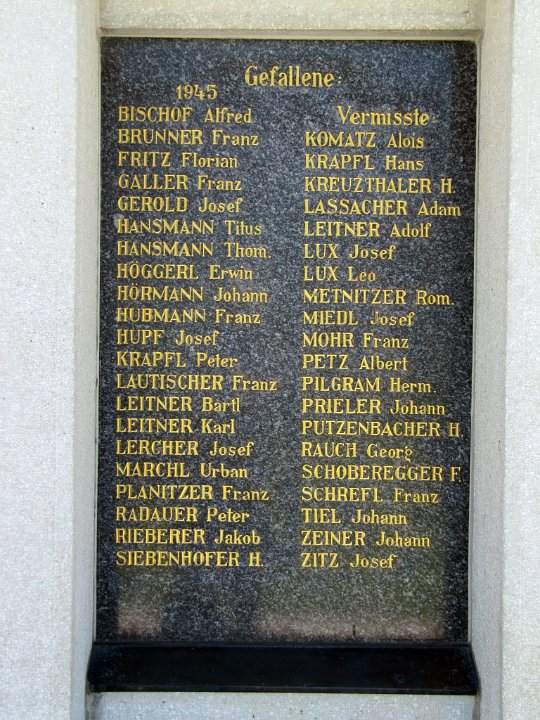 Gefallene:
1945
BISCHOF Alfred
BRUNNER Franz
FRITZ Florian
GALLER Franz
GEROLD Josef
HANSMANN Titus
HANSMANN Thom.
HÖGGERL Erwin
HÖRMANN Johann
HUBMANN Franz
HUPF Josef
KRAPFL Peter
LAUTISCHER Franz
LEITNER Bartl
LEITNER Karl
LERCHER Josef
MARCHL Urban
PLANITZER Franz
RADAUER Peter
RIEBERER Jakob
SIEBENHOFER H.
Vermisste:
KOMATZ Alois
KRAPFL Hans
KREUZTHALER H.
LASSACHER Adam
LEITNER Adolf
LUX Josef
LUX Leo
METNITZER Rom.
MIEDL Josef
MOHR Franz
PETZ Albert
PILGRAM Herm.
PRIELER Johann
PUTZENBACHER H.
RAUCH Georg
SCHOBEREGGER F.
SCHREFL Franz
TIEL Johann
ZEINER Johann
ZITZ Josef